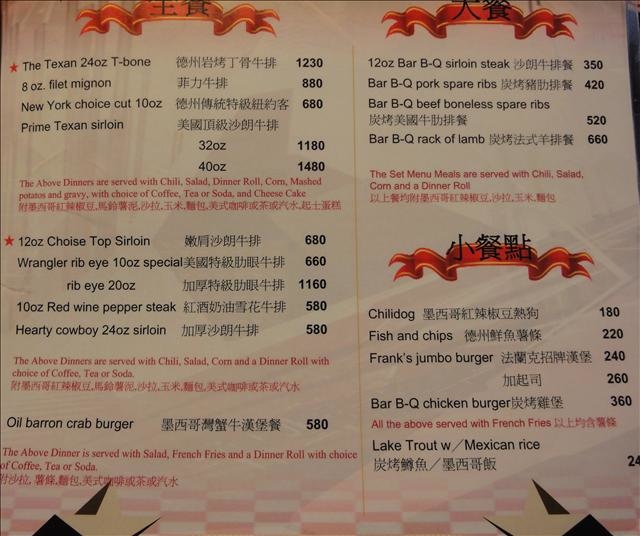 主餐
The Texan 24oz T-bone 德州岩烤丁骨牛排 1230
8 oz. filet mignon 菲力牛排 880
New York choice cut 10oz 德州傳統特級紐約客 680
Prime Texan sirloin 美國頂級沙朗牛排
32oz 1180
40oz 1480
The Above Dinners are served with Chili, Salad, Dinner Roll, Corn, Mashed
potatos and gravy, with choice of Coffee, Tea or Soda, and Cheese Cake
附墨西哥紅辣椒豆,馬鈴薯泥,沙拉,玉米,麵包,美式咖啡或茶或汽水,起士蛋糕
12oz Choise Top Sirloin 嫩肩沙朗牛排 680
Wrangler rib eye 10oz special 美國特級肋眼牛排 660
rib eye 20oz 加厚特級肋眼牛排 1160
10oz Red wine pepper steak 紅酒奶油雪花牛排 580
Hearty cowboy 24oz sirloin 加厚沙朗牛排 580
The Above Dinners are served with Chili, Salad, Corn and a Dinner Roll with
choice of Coffee, Tea or Soda.
附墨西哥紅辣椒豆,馬鈴薯泥,沙拉,玉米,麵包,美式咖啡或茶或汽水
Oil barron crab burger 墨西哥灣蟹牛漢堡餐 580
The Above Dinner is served with Salad, French Fries and a Dinner Roll with choice
of Coffee, Tea or Soda.
附沙拉, 薯條,麵包,美式咖啡或茶或汽水
大餐
12oz Bar B-Q sirloin steak 沙朗牛排餐 350
Bar B-Q pork spare ribs 炭烤豬肋排餐 420
Bar B-Q beef boneless spare ribs
炭烤美國牛肋排餐 520
Bar B-Q rack of lamb 炭烤法式羊排餐 660
The Set Menu Meals are served with Chili, Salad,
Corn and a Dinner Roll
以上餐均附墨西哥紅辣椒豆,沙拉,玉米,麵包
小餐點
Chilidog 墨西哥紅辣椒豆熱狗 180
Fish and chips 德州鮮魚薯條 220
Frank's jumbo burger 法蘭克招牌漢堡 240
加起司 260
Bar B-Q chicken burger炭烤雞堡 360
All the above served with French Fries 以上均含薯條
Lake Trout w／Mexican rice
炭烤鱒魚／墨西哥飯